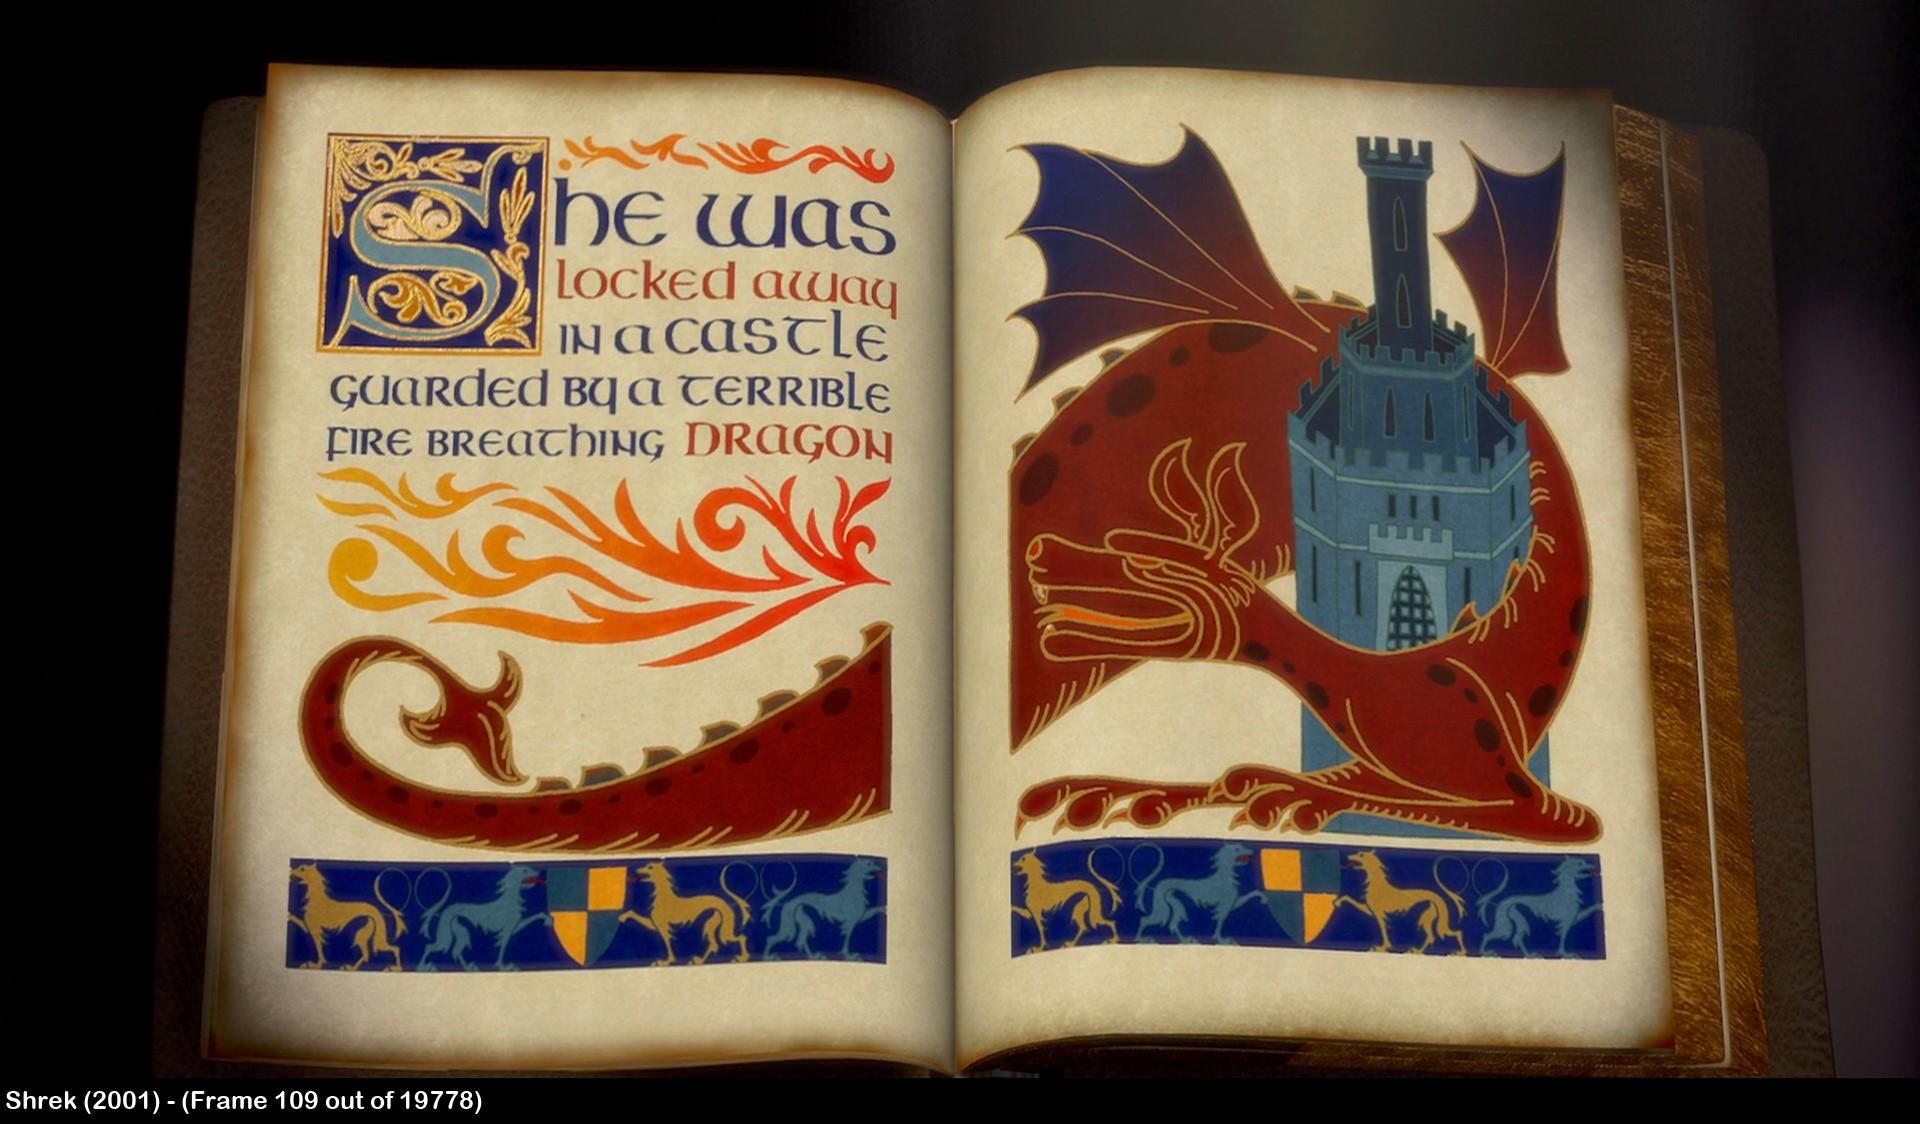 She was
locked away
in a castle
guarded by a terrible
fire breathing dragon
Shrek (2001) - (Frame 109 out of 19778)